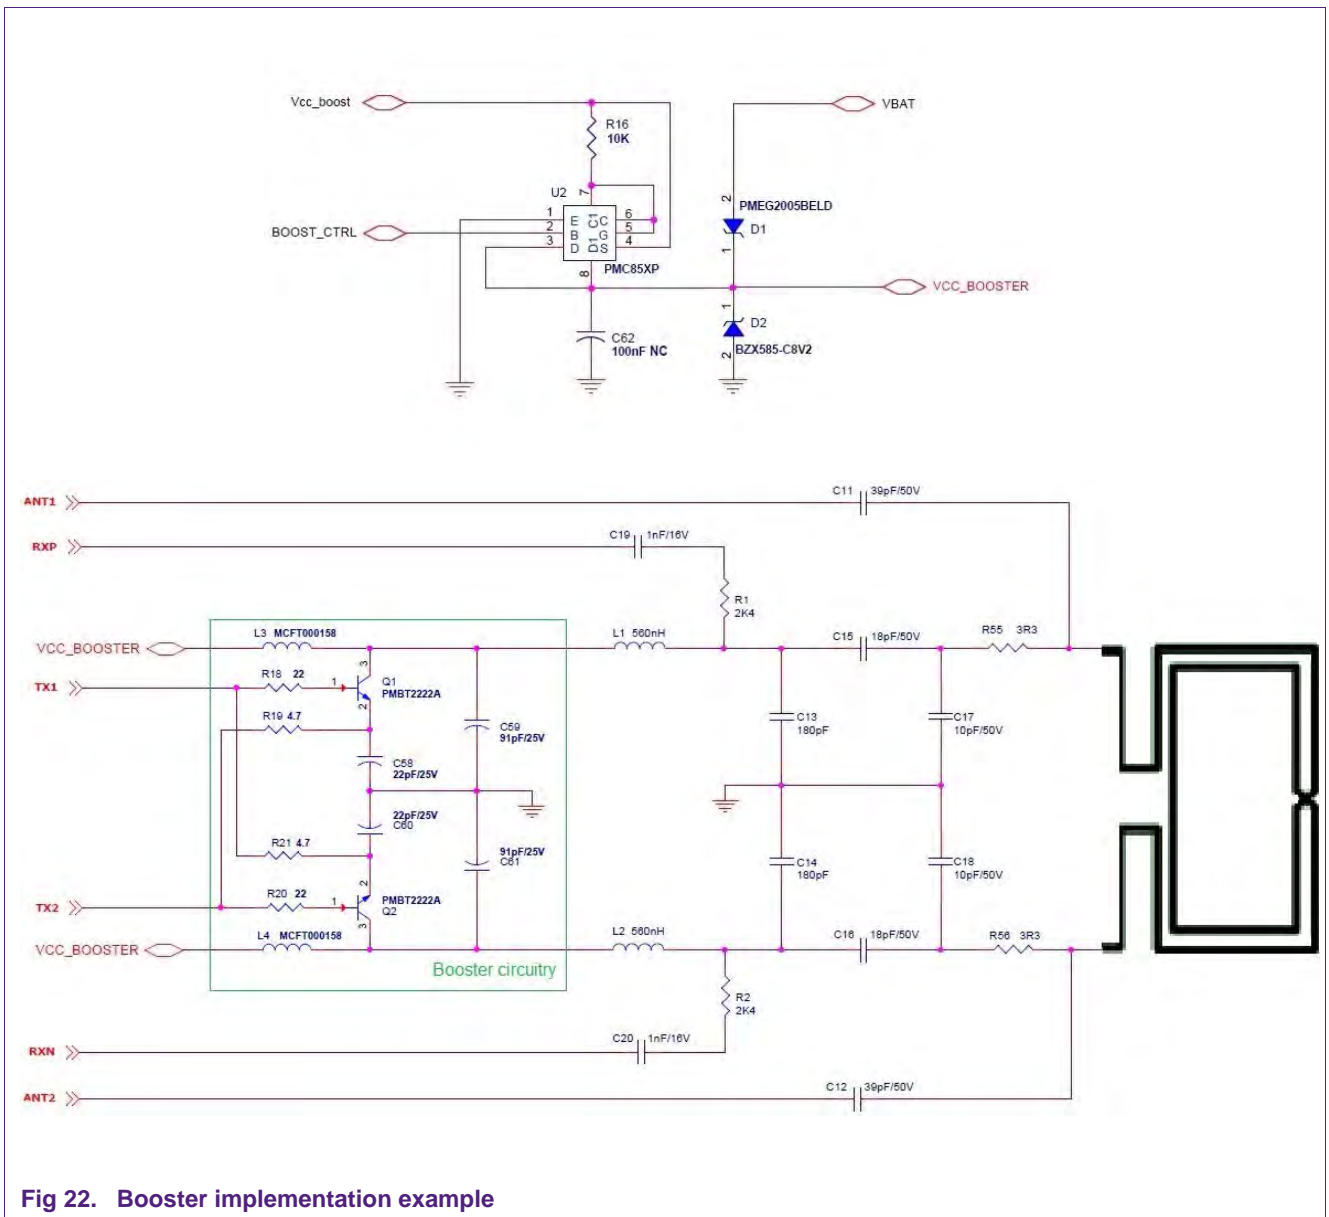 Vcc_boost
VBAT
R16
10K
U2
7
PMEG2005BELD
2
D1
1
BOOST_CTRL
1 E C1 C 6
2 B G 5
3 D D1 S 4
PMC85XP
8
VCC_BOOSTER
1
D2
2
BZX585-C8V2
C62
100nF NC
ANT1
C11 39pF/50V
RXP
C19 1nF/16V
R1
2K4
L3 MCFT000158
L1 560nH
C15 18pF/50V
R55 3R3
VCC_BOOSTER
TX1
R18 22
1
3
2
Q1
PMBT2222A
R19 4.7
C59
91pF/25V
C13
180pF
C17
10pF/50V
C58
22pF/25V
22pF/25V
C60
R21 4.7
91pF/25V
C61
C14
180pF
C18
10pF/50V
TX2
R20 22
1
2
3
PMBT2222A
Q2
VCC_BOOSTER
L4 MCFT000158
L2 560nH
C16 18pF/50V
R56 3R3
Booster circuitry
R2
2K4
RXN
C20 1nF/16V
ANT2
C12 39pF/50V
Fig 22. Booster implementation example